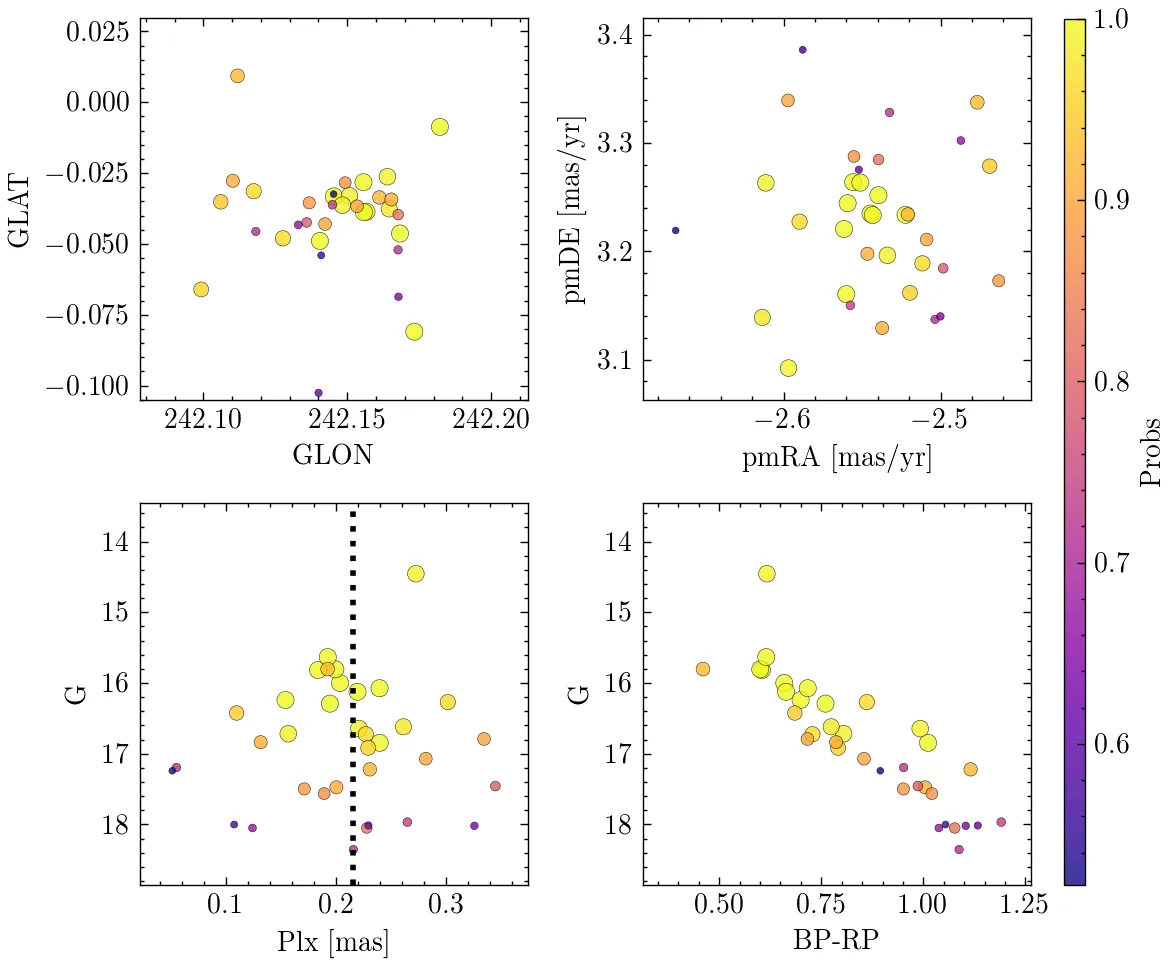 0.025
0.000
−0.025
−0.050
−0.075
−0.100
GLAT
242.10 242.15 242.20
GLON
3.4
3.3
3.2
3.1
pmDE [mas/yr]
−2.6 −2.5
pmRA [mas/yr]
14
15
16
17
18
G
0.1 0.2 0.3
Plx [mas]
14
15
16
17
18
G
0.50 0.75 1.00 1.25
BP-RP
1.0
0.9
0.8
0.7
0.6
Probs